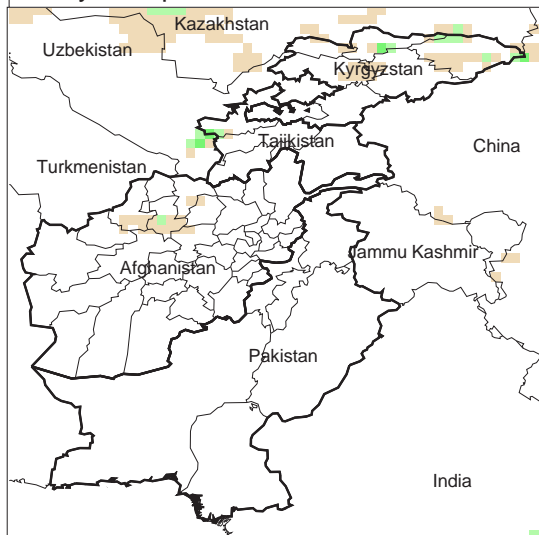 Kazakhstan
Uzbekistan
Kyrgyzstan
Tajikistan
China
Turkmenistan
Jammu Kashmir
Afghanistan
Pakistan
India